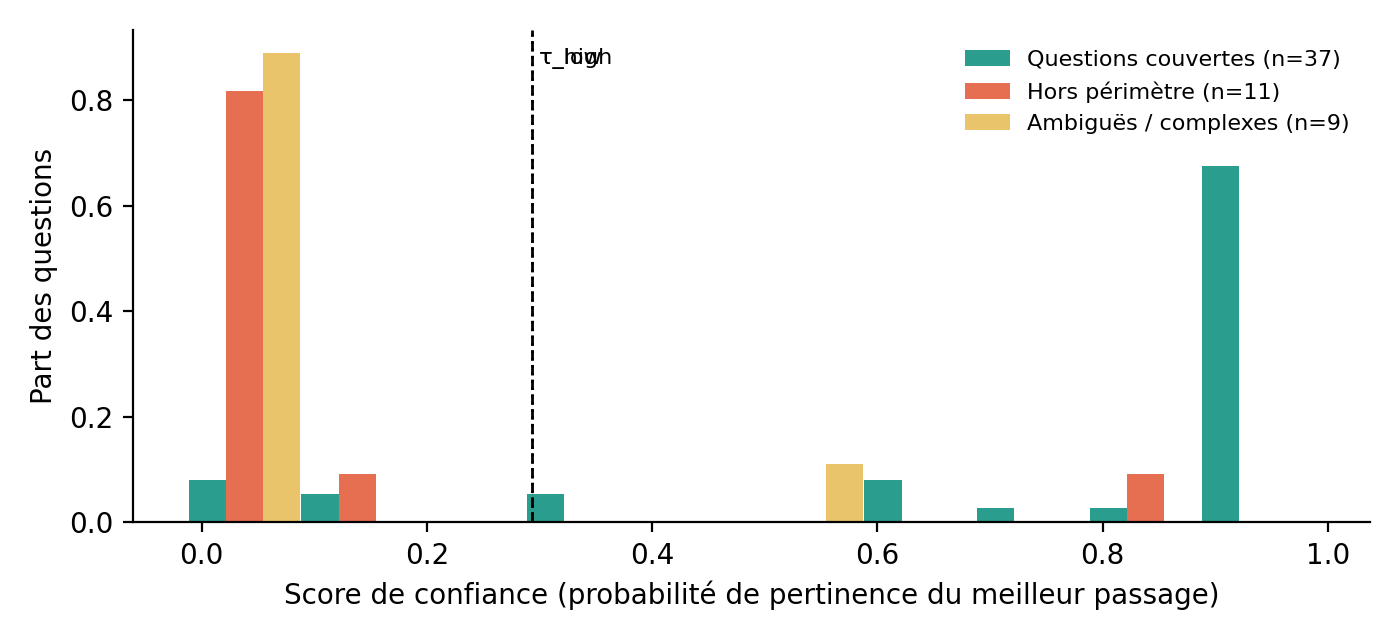 τ_high
τ_low
Questions couvertes (n=37)
Hors périmètre (n=11)
Ambiguës / complexes (n=9)
Part des questions
0.8
0.6
0.4
0.2
0.0
0.0 0.2 0.4 0.6 0.8 1.0
Score de confiance (probabilité de pertinence du meilleur passage)